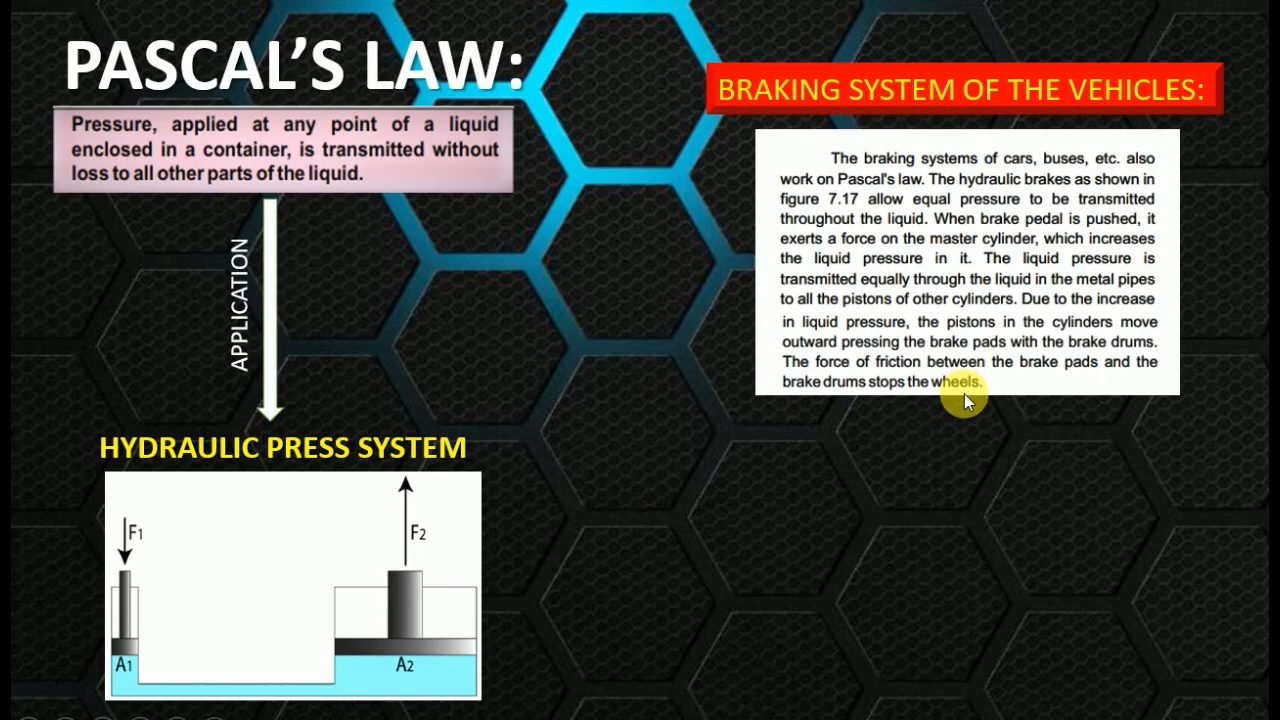 PASCAL’S LAW:
Pressure, applied at any point of a liquid
enclosed in a container, is transmitted without
loss to all other parts of the liquid.
APPLICATION
HYDRAULIC PRESS SYSTEM
F1
F2
A1
A2
BRAKING SYSTEM OF THE VEHICLES:
The braking systems of cars, buses, etc. also
work on Pascal's law. The hydraulic brakes as shown in
figure 7.17 allow equal pressure to be transmitted
throughout the liquid. When brake pedal is pushed, it
exerts a force on the master cylinder, which increases
the liquid pressure in it. The liquid pressure is
transmitted equally through the liquid in the metal pipes
to all the pistons of other cylinders. Due to the increase
in liquid pressure, the pistons in the cylinders move
outward pressing the brake pads with the brake drums.
The force of friction between the brake pads and the
brake drums stops the wheels.